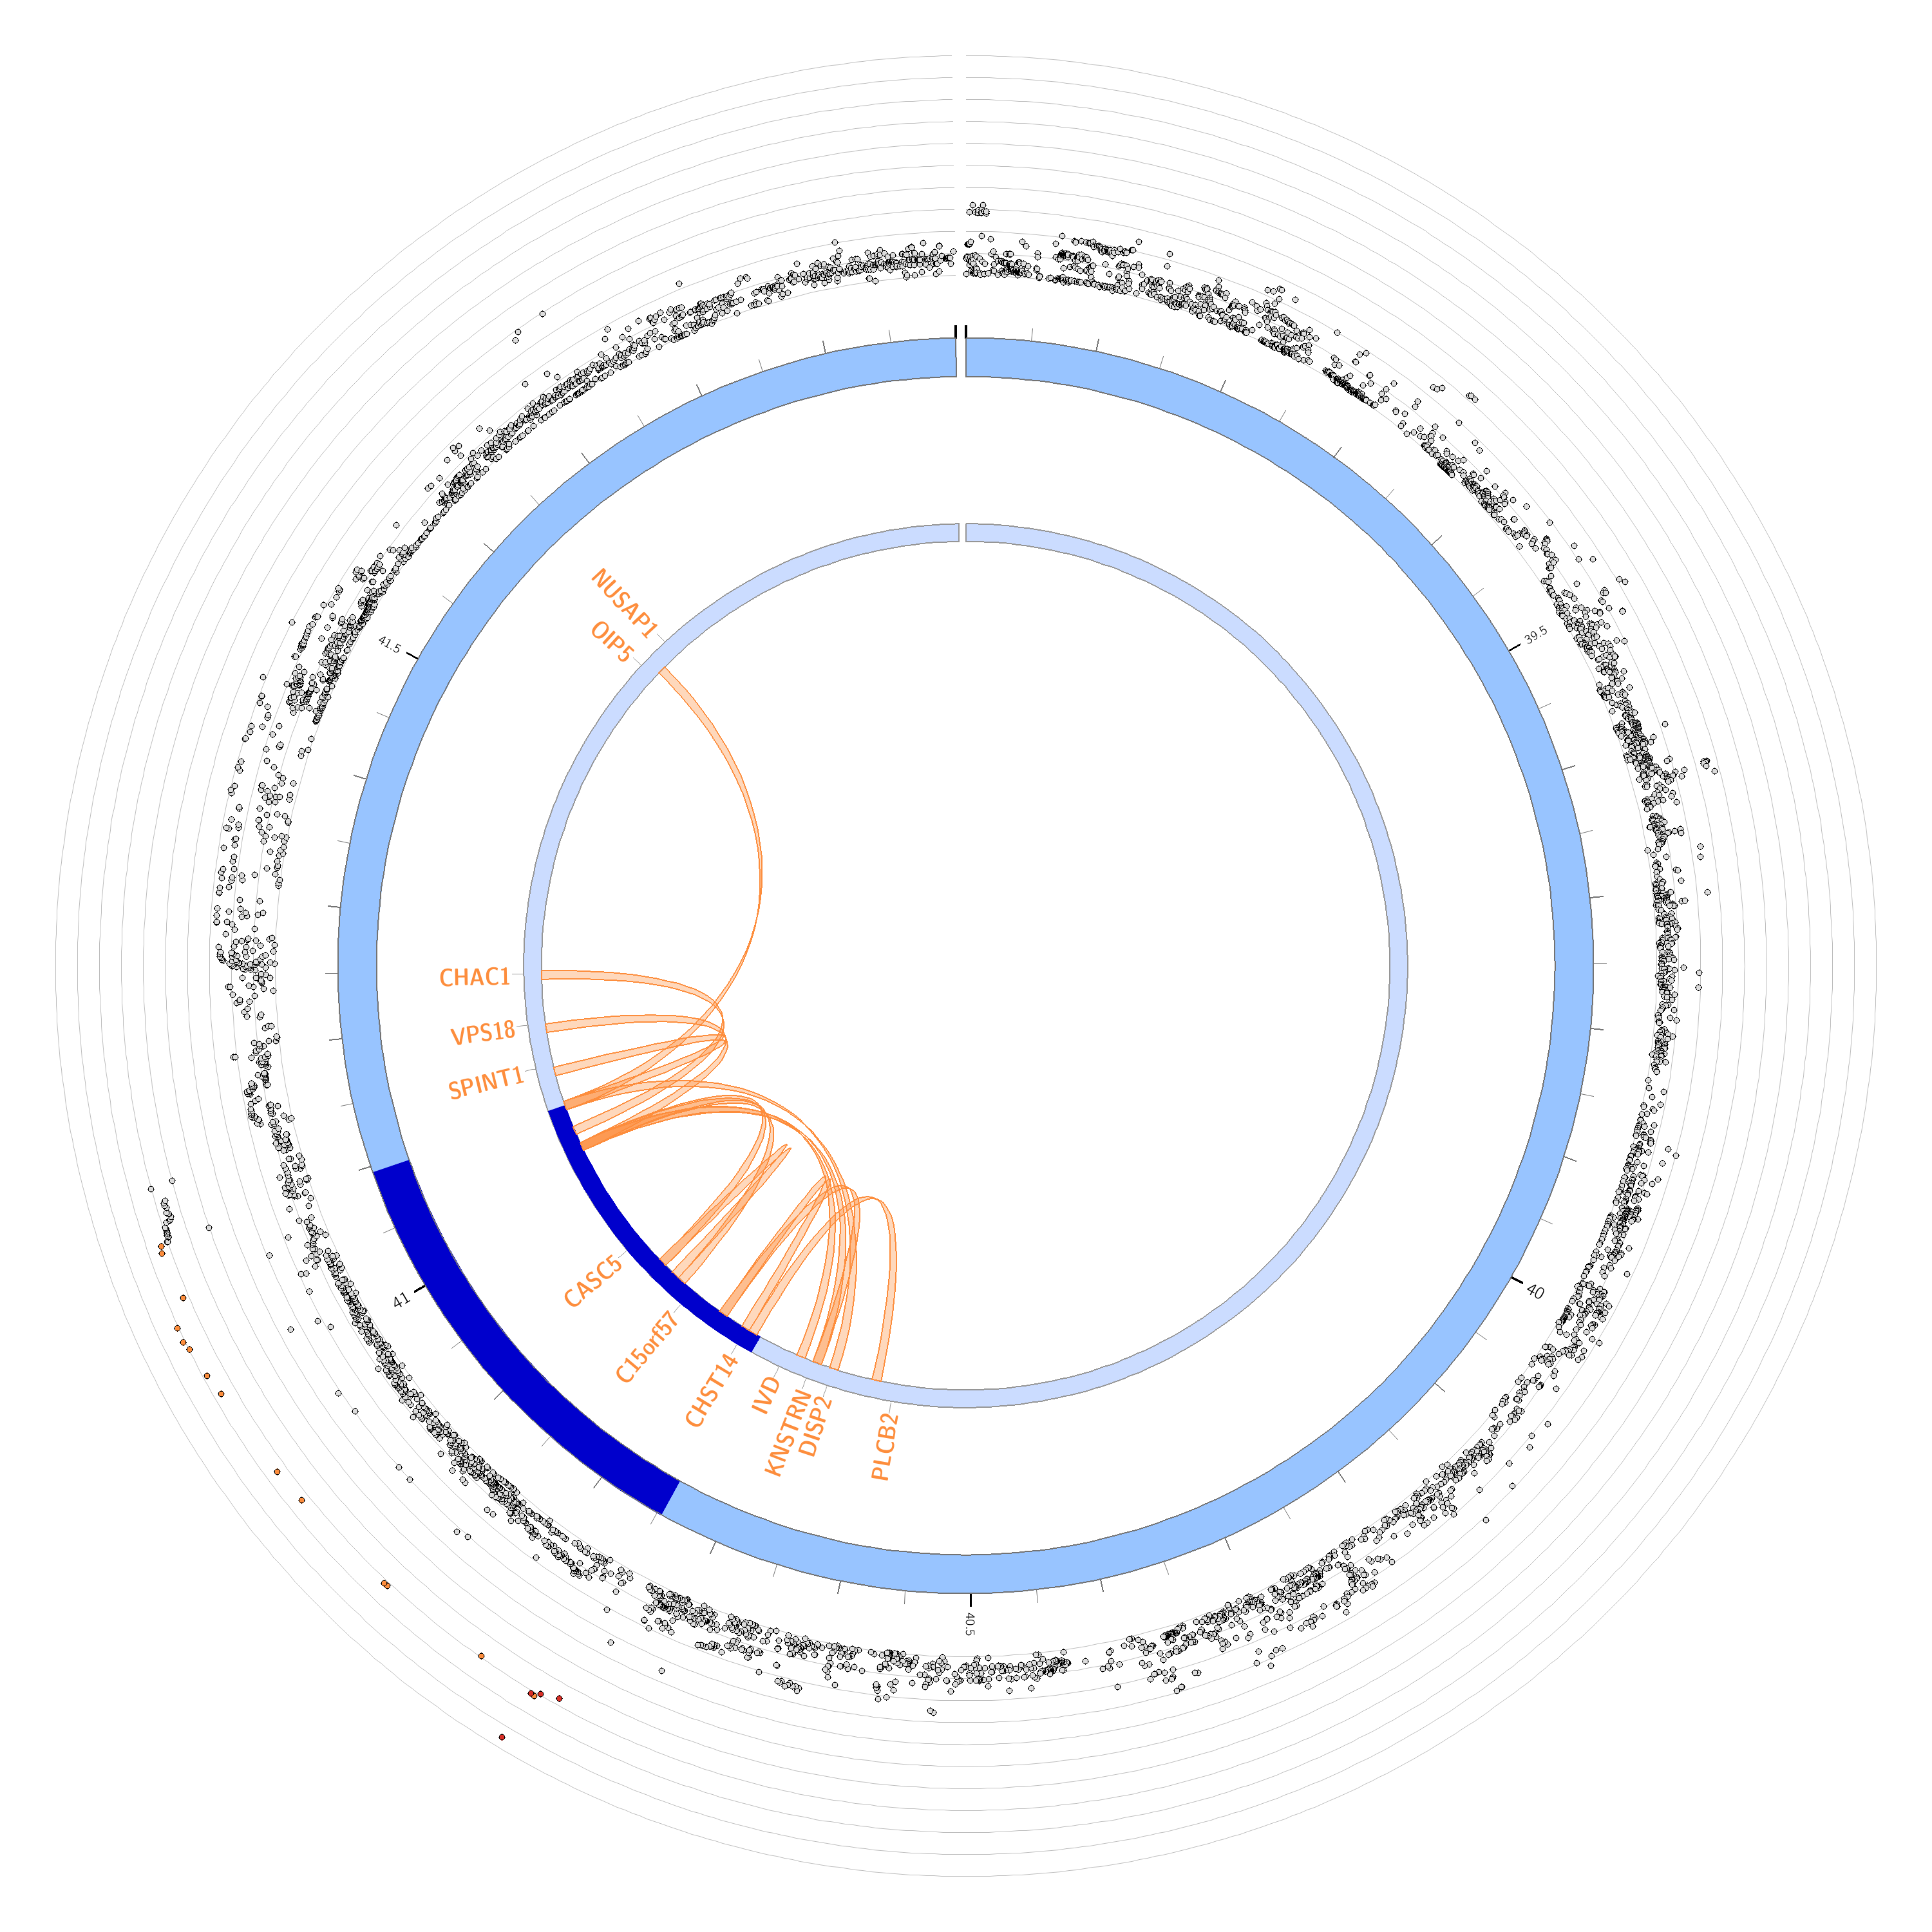 NUSAP1
OIP5
41.5
39.5
CHAC1
VPS18
SPINT1
CASC5
41
40
C15orf57
CHST14
IVD
KNSTRN
DISP2
PLCB2
40.5